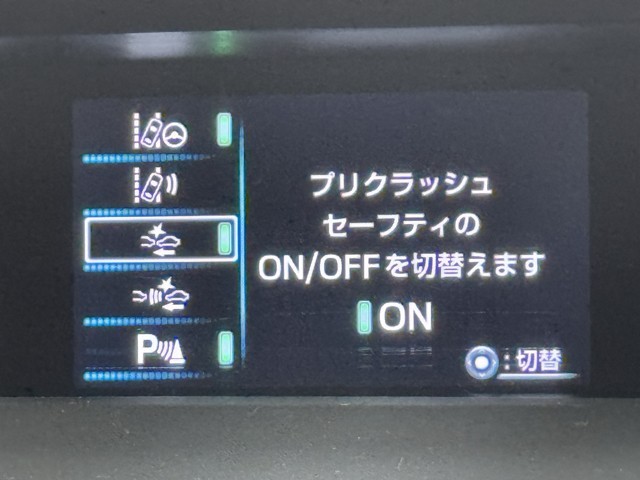 プリクラッシュ
セーフティの
ON/OFFを切替えます
ON
P
:切替